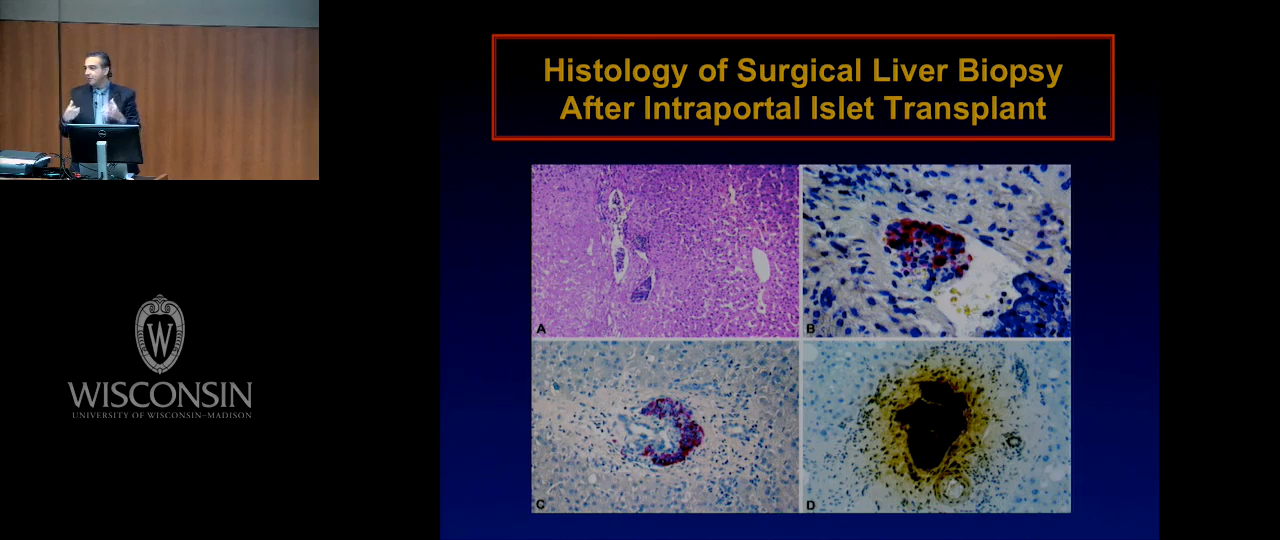 Histology of Surgical Liver Biopsy
After Intraportal Islet Transplant
A
B
C
D
W
WISCONSIN
UNIVERSITY OF WISCONSIN–MADISON